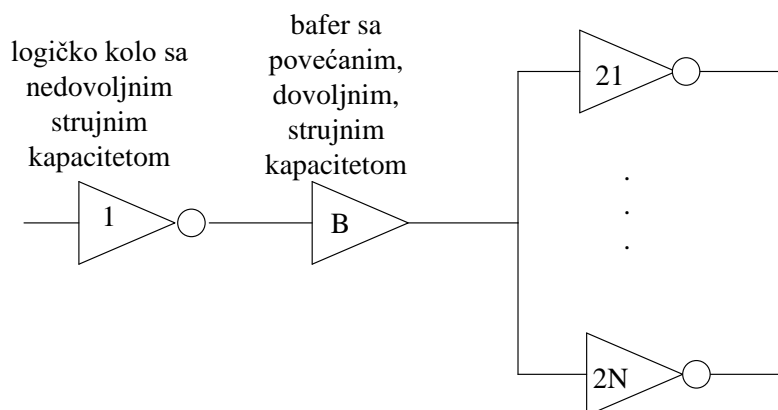 logičko kolo sa
nedovoljnim
strujnim
kapacitetom
bafer sa
povećanim,
dovoljnim,
strujnim
kapacitetom
1
B
21
2N